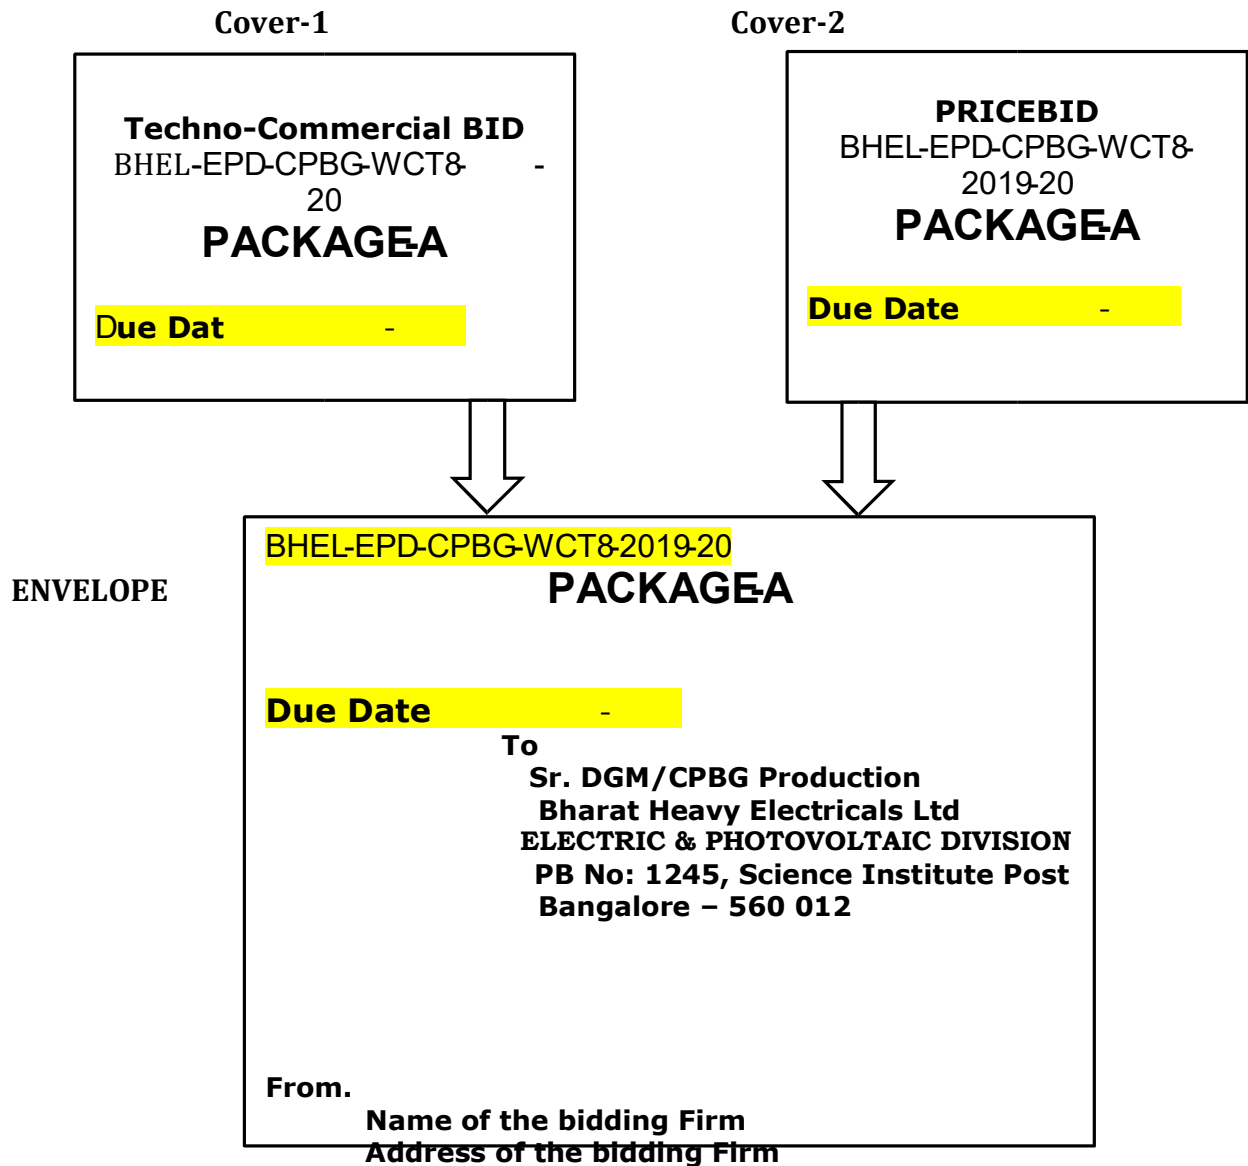 Cover-1
Cover-2
Techno-Commercial BID
BHEL-EPD-CPBG-WCT8- -
20
PACKAGE-A
Due Dat -
PRICEBID
BHEL-EPD-CPBG-WCT8-
2019-20
PACKAGE-A
Due Date -
ENVELOPE
BHEL-EPD-CPBG-WCT8-2019-20
PACKAGE-A
Due Date -
To
Sr. DGM/CPBG Production
Bharat Heavy Electricals Ltd
ELECTRIC & PHOTOVOLTAIC DIVISION
PB No: 1245, Science Institute Post
Bangalore – 560 012
From.
Name of the bidding Firm
Address of the bidding Firm